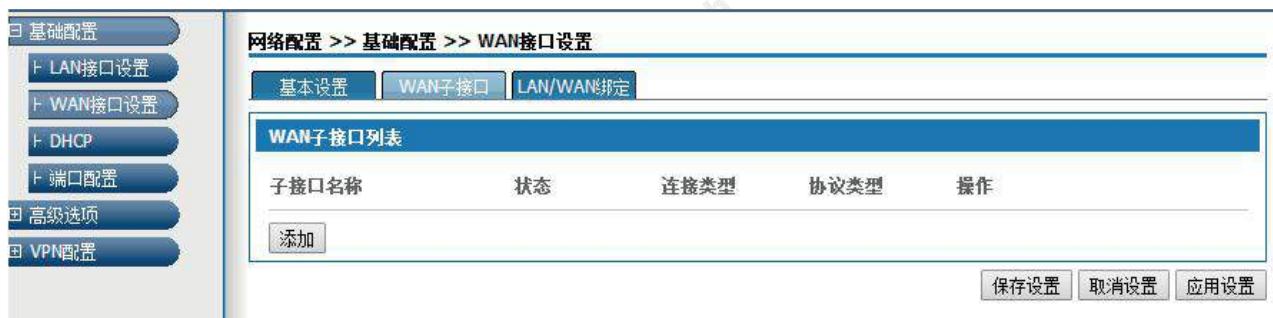 基础配置
LAN接口设置
WAN接口设置
DHCP
端口配置
高级选项
VPN配置
网络配置 >> 基础配置 >> WAN接口设置
基本设置 WAN子接口 LAN/WAN绑定
WAN子接口列表
子接口名称 状态 连接类型 协议类型 操作
添加
保存设置 取消设置 应用设置